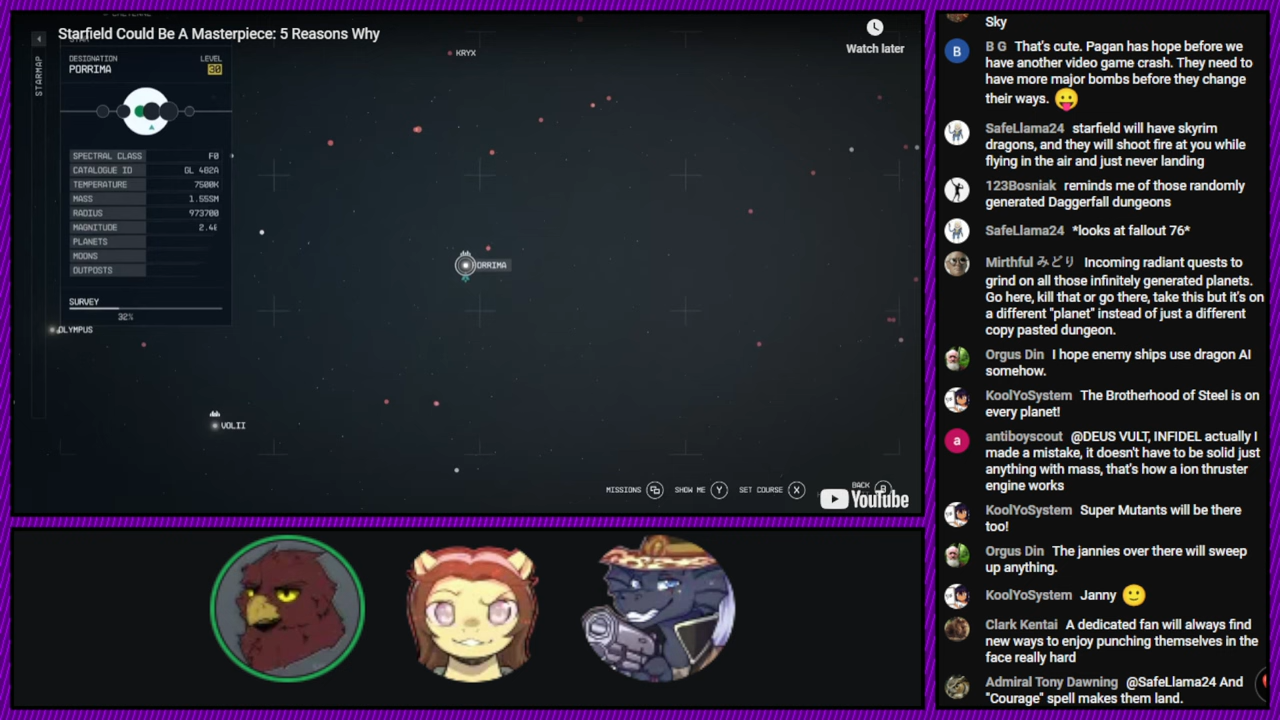 Starfield Could Be A Masterpiece: 5 Reasons Why
Watch later
STARMAP
DESIGNATION
LEVEL
PORRIMA
30
SPECTRAL CLASS F0
CATALOGUE ID GL 482A
TEMPERATURE 7500K
MASS 1.55SM
RADIUS 973700
MAGNITUDE
PLANETS
MOONS
OUTPOSTS
SURVEY
32%
KRYX
ORRIMA
OLYMPUS
VOLII
MISSIONS
SHOW ME Y
SET COURSE X
BACK B
YouTube
Sky
B G That's cute. Pagan has hope before we
have another video game crash. They need to
have more major bombs before they change
their ways. 😛
SafeLlama24 starfield will have skyrim
dragons, and they will shoot fire at you while
flying in the air and just never landing
123Bosniak reminds me of those randomly
generated Daggerfall dungeons
SafeLlama24 *looks at fallout 76*
Mirthful みどり Incoming radiant quests to
grind on all those infinitely generated planets.
Go here, kill that or go there, take this but it's on
a different "planet" instead of just a different
copy pasted dungeon.
Orgus Din I hope enemy ships use dragon AI
somehow.
KoolYoSystem The Brotherhood of Steel is on
every planet!
a
antiboyscout @DEUS VULT, INFIDEL actually I
made a mistake, it doesn't have to be solid just
anything with mass, that's how a ion thruster
engine works
KoolYoSystem Super Mutants will be there
too!
Orgus Din The jannies over there will sweep
up anything.
KoolYoSystem Janny 🙂
Clark Kentai A dedicated fan will always find
new ways to enjoy punching themselves in the
face really hard
Admiral Tony Dawning @SafeLlama24 And
"Courage" spell makes them land.